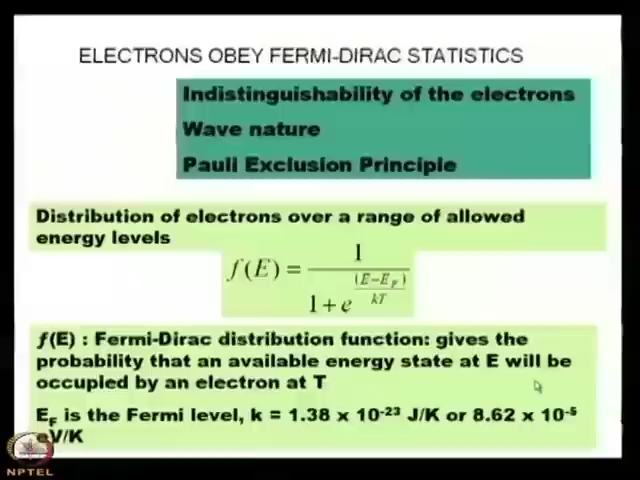 ELECTRONS OBEY FERMI-DIRAC STATISTICS
Indistinguishability of the electrons
Wave nature
Pauli Exclusion Principle
Distribution of electrons over a range of allowed
energy levels
f(E) = 1 / (1 + e^((E−E_F)/kT))
f(E) : Fermi-Dirac distribution function: gives the
probability that an available energy state at E will be
occupied by an electron at T
E_F is the Fermi level, k = 1.38 x 10^-23 J/K or 8.62 x 10^-5
eV/K
NPTEL